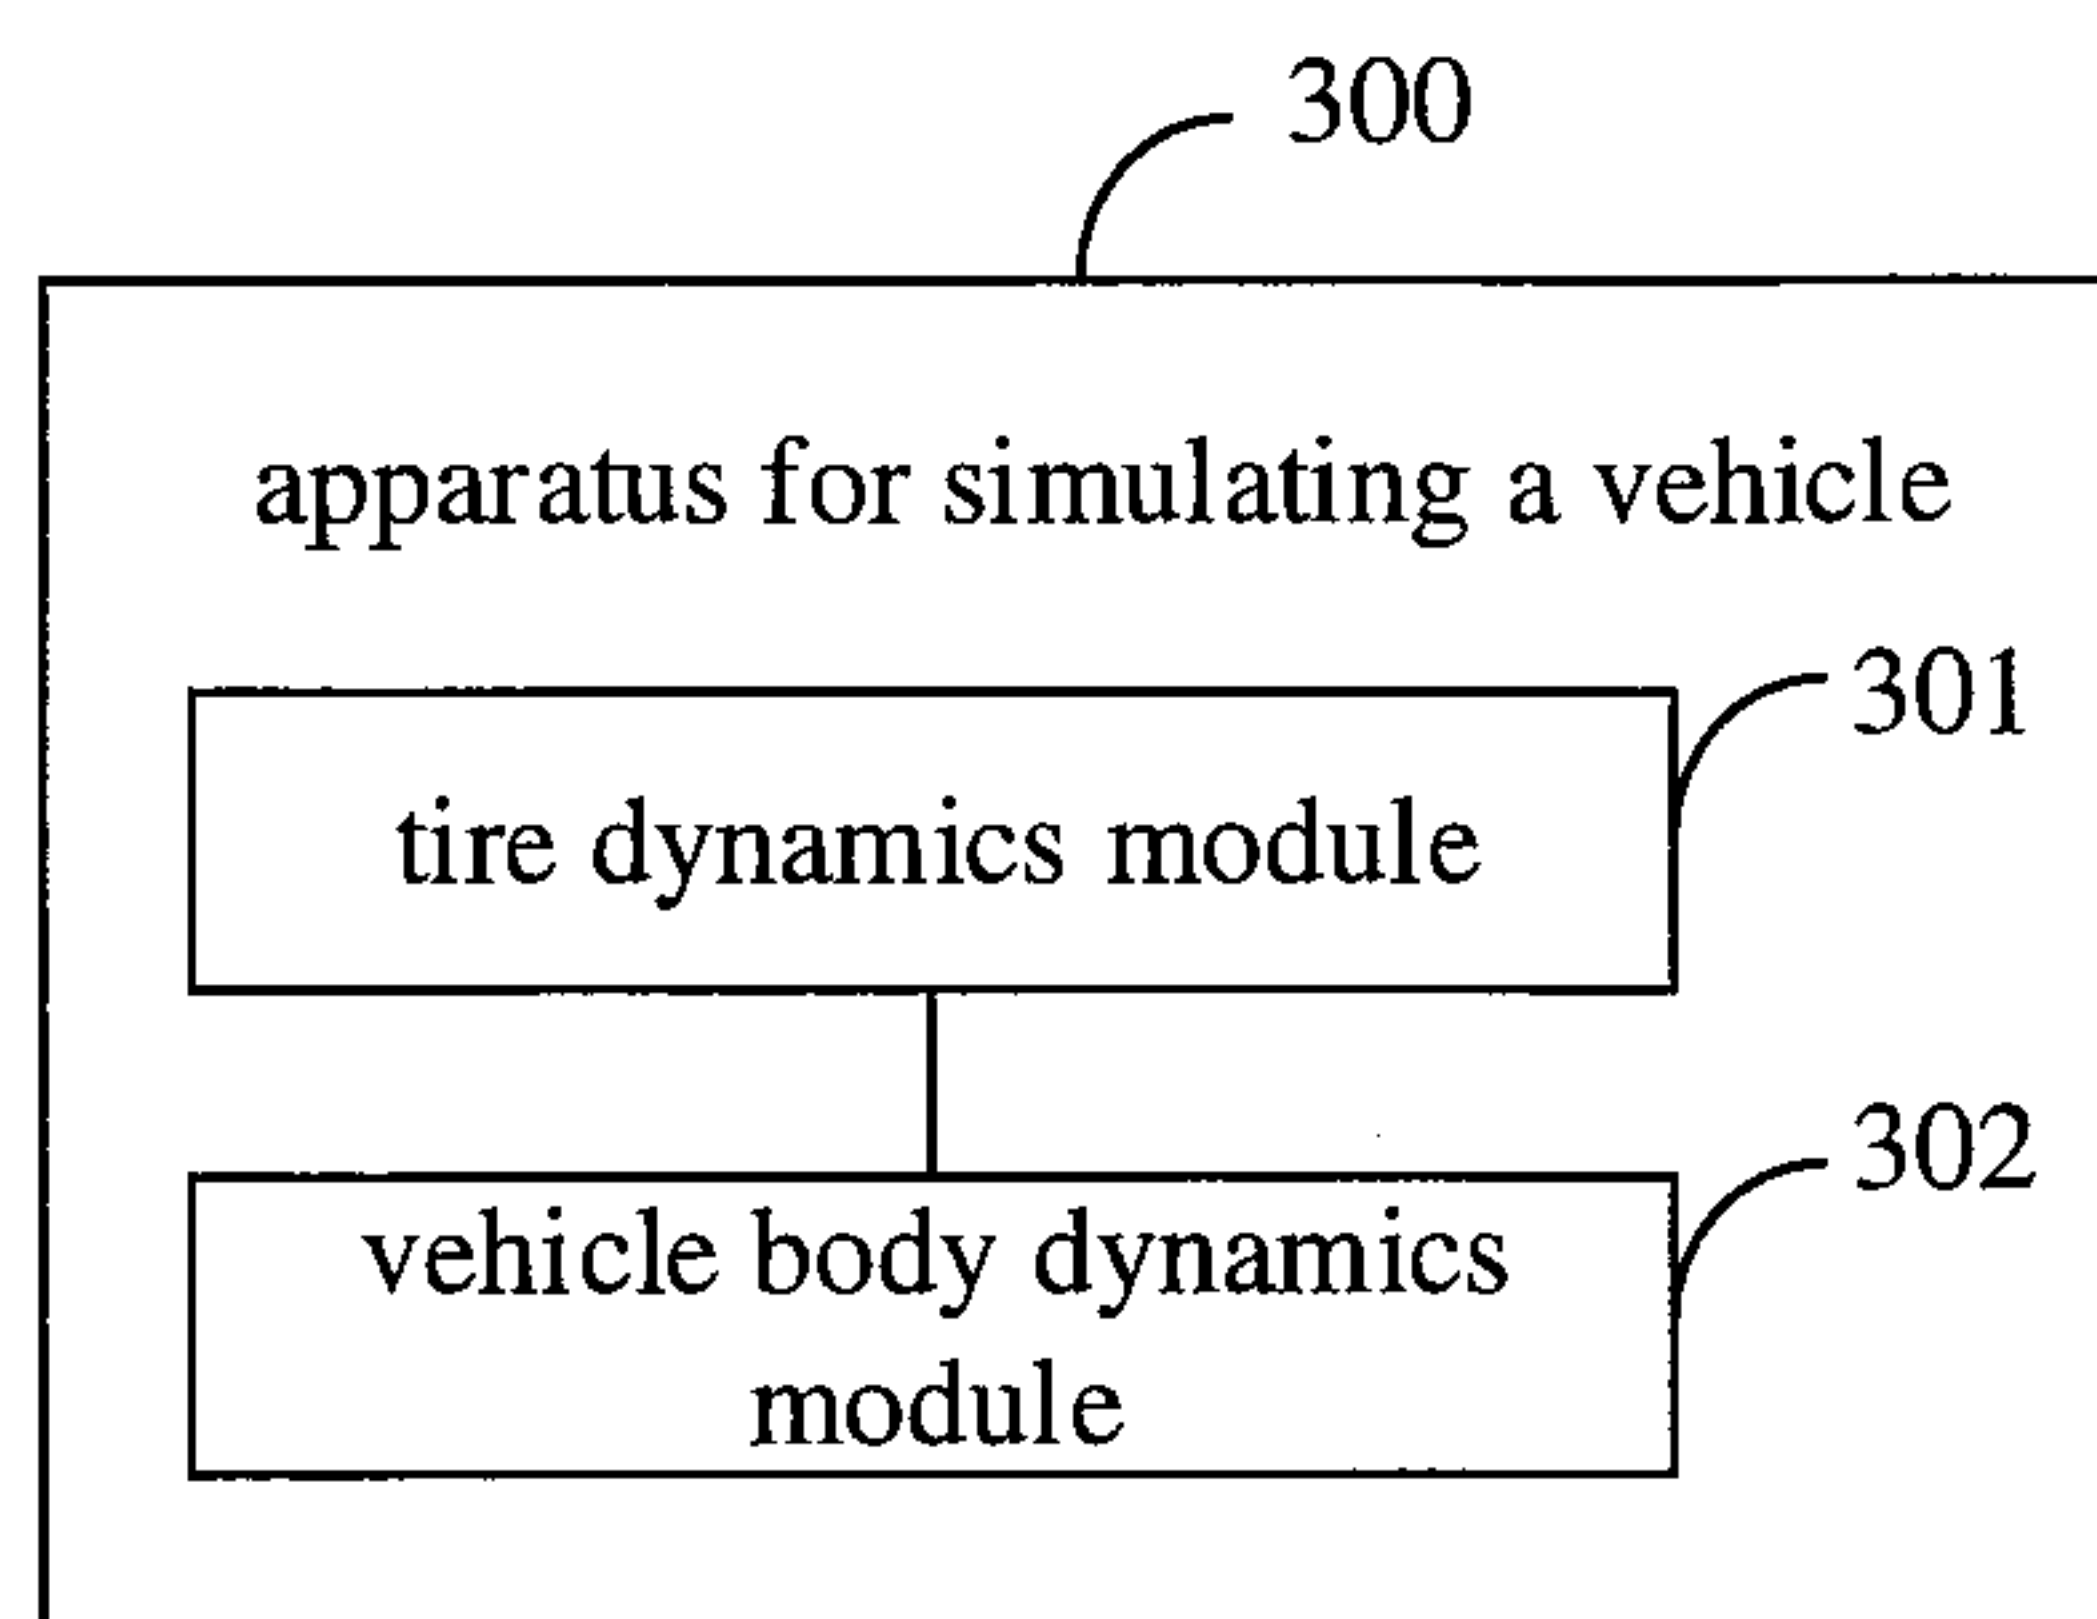 300
apparatus for simulating a vehicle
301
tire dynamics module
302
vehicle body dynamics
module